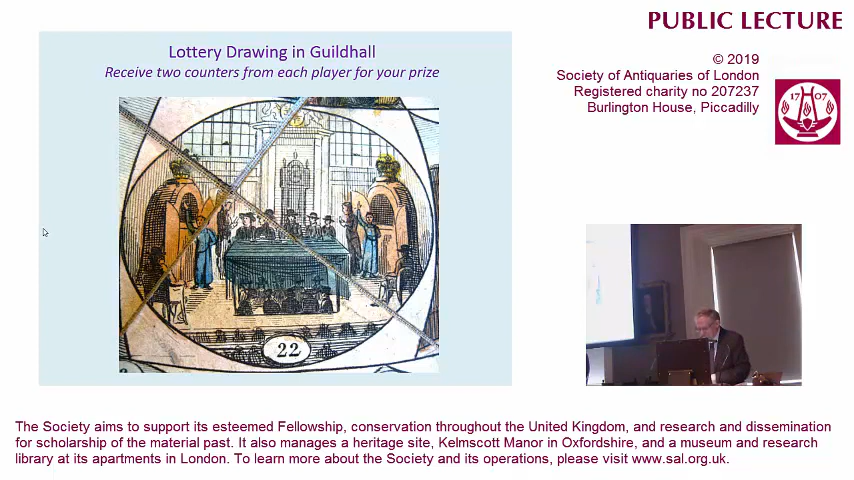 PUBLIC LECTURE
Lottery Drawing in Guildhall
Receive two counters from each player for your prize
22
© 2019
Society of Antiquaries of London
Registered charity no 207237
Burlington House, Piccadilly
17 07
The Society aims to support its esteemed Fellowship, conservation throughout the United Kingdom, and research and dissemination
for scholarship of the material past. It also manages a heritage site, Kelmscott Manor in Oxfordshire, and a museum and research
library at its apartments in London. To learn more about the Society and its operations, please visit www.sal.org.uk.